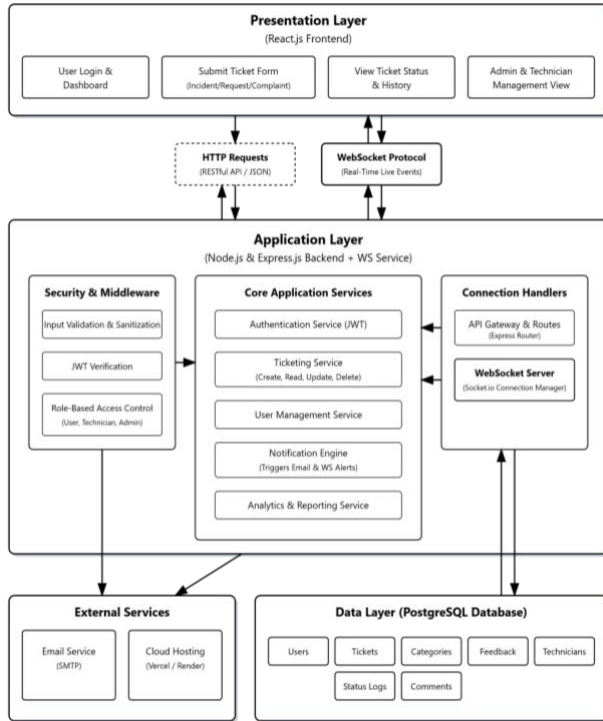 Presentation Layer
(React.js Frontend)
User Login &
Dashboard
Submit Ticket Form
(Incident/Request/Complaint)
View Ticket Status
& History
Admin & Technician
Management View
HTTP Requests
(RESTful API / JSON)
WebSocket Protocol
(Real-Time Live Events)
Application Layer
(Node.js & Express.js Backend + WS Service)
Security & Middleware
Input Validation & Sanitization
JWT Verification
Role-Based Access Control
(User, Technician, Admin)
Core Application Services
Authentication Service (JWT)
Ticketing Service
(Create, Read, Update, Delete)
User Management Service
Notification Engine
(Triggers Email & WS Alerts)
Analytics & Reporting Service
Connection Handlers
API Gateway & Routes
(Express Router)
WebSocket Server
(Socket.io Connection Manager)
External Services
Email Service
(SMTP)
Cloud Hosting
(Vercel / Render)
Data Layer (PostgreSQL Database)
Users
Tickets
Categories
Feedback
Technicians
Status Logs
Comments